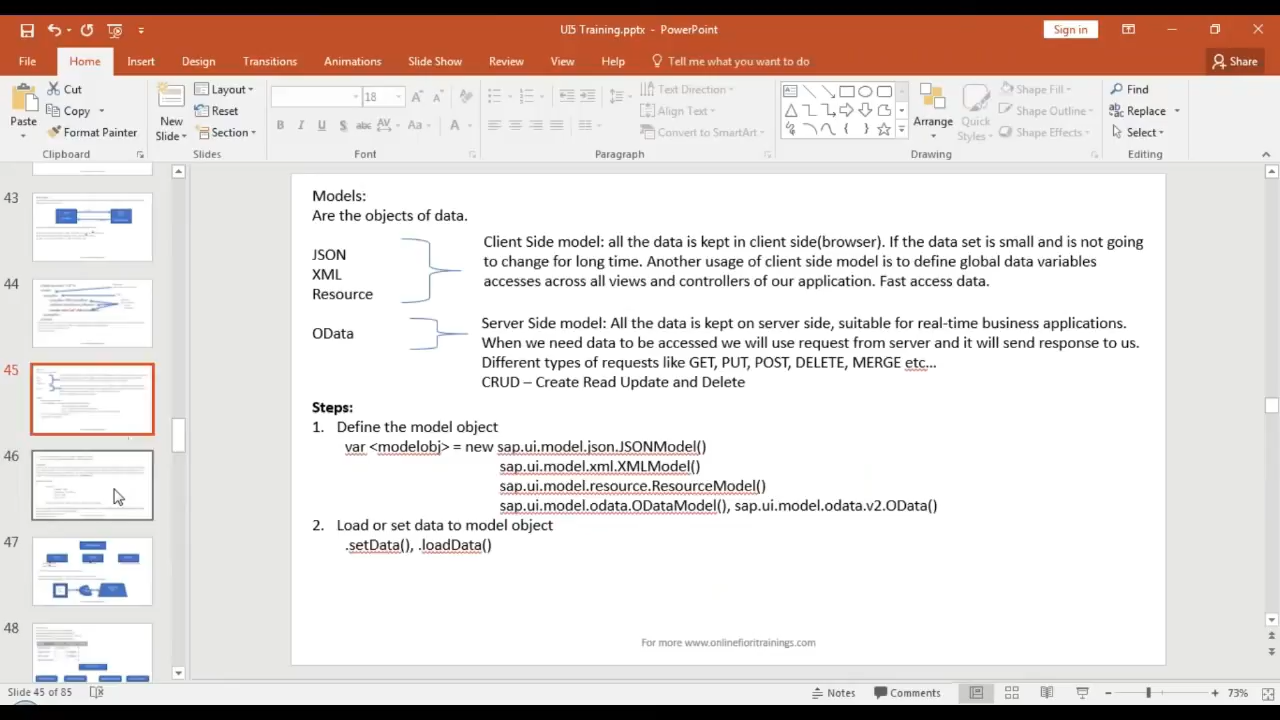 UI5 Training.pptx - PowerPoint
Sign in
File Home Insert Design Transitions Animations Slide Show Review View Help Tell me what you want to do Share
Paste
Cut
Copy
Format Painter
Clipboard
New Slide
Layout
Reset
Section
Slides
18
Font
Text Direction
Align Text
Convert to SmartArt
Paragraph
Arrange
Quick Styles
Shape Fill
Shape Outline
Shape Effects
Drawing
Find
Replace
Select
Editing
43
44
45
46
47
48
Models:
Are the objects of data.
JSON
XML
Resource
Client Side model: all the data is kept in client side(browser). If the data set is small and is not going
to change for long time. Another usage of client side model is to define global data variables
accesses across all views and controllers of our application. Fast access data.
OData
Server Side model: All the data is kept on server side, suitable for real-time business applications.
When we need data to be accessed we will use request from server and it will send response to us.
Different types of requests like GET, PUT, POST, DELETE, MERGE etc...
CRUD – Create Read Update and Delete
Steps:
1. Define the model object
var <modelobj> = new sap.ui.model.json.JSONModel()
sap.ui.model.xml.XMLModel()
sap.ui.model.resource.ResourceModel()
sap.ui.model.odata.ODataModel(), sap.ui.model.odata.v2.OData()
2. Load or set data to model object
.setData(), .loadData()
For more www.onlinefioritrainings.com
Slide 45 of 85
Notes
Comments
73%